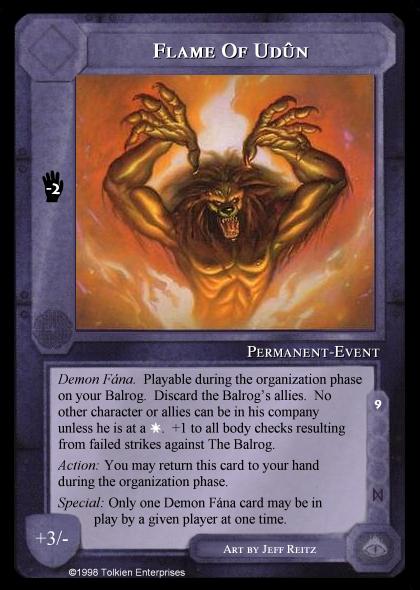 FLAME OF UDÛN
-2
PERMANENT-EVENT
Demon Fána. Playable during the organization phase
on your Balrog. Discard the Balrog's allies. No
other character or allies can be in his company
unless he is at a ✷. +1 to all body checks resulting
from failed strikes against The Balrog.
9
Action: You may return this card to your hand
during the organization phase.
Special: Only one Demon Fána card may be in
play by a given player at one time.
+3/-
ART BY JEFF REITZ
©1998 Tolkien Enterprises